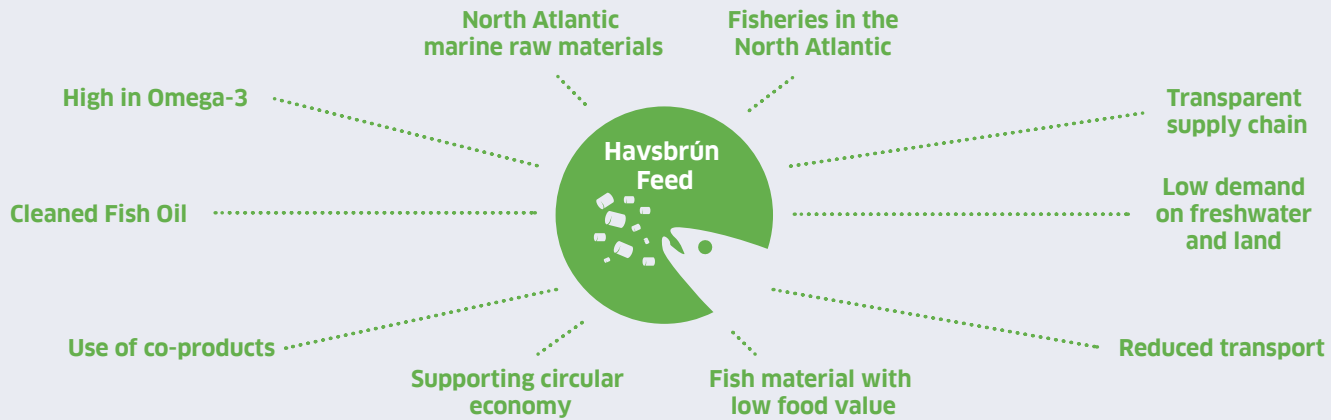 North Atlantic
marine raw materials
Fisheries in the
North Atlantic
High in Omega-3
Transparent
supply chain
Havsbrún
Feed
Cleaned Fish Oil
Low demand
on freshwater
and land
Use of co-products
Reduced transport
Supporting circular
economy
Fish material with
low food value